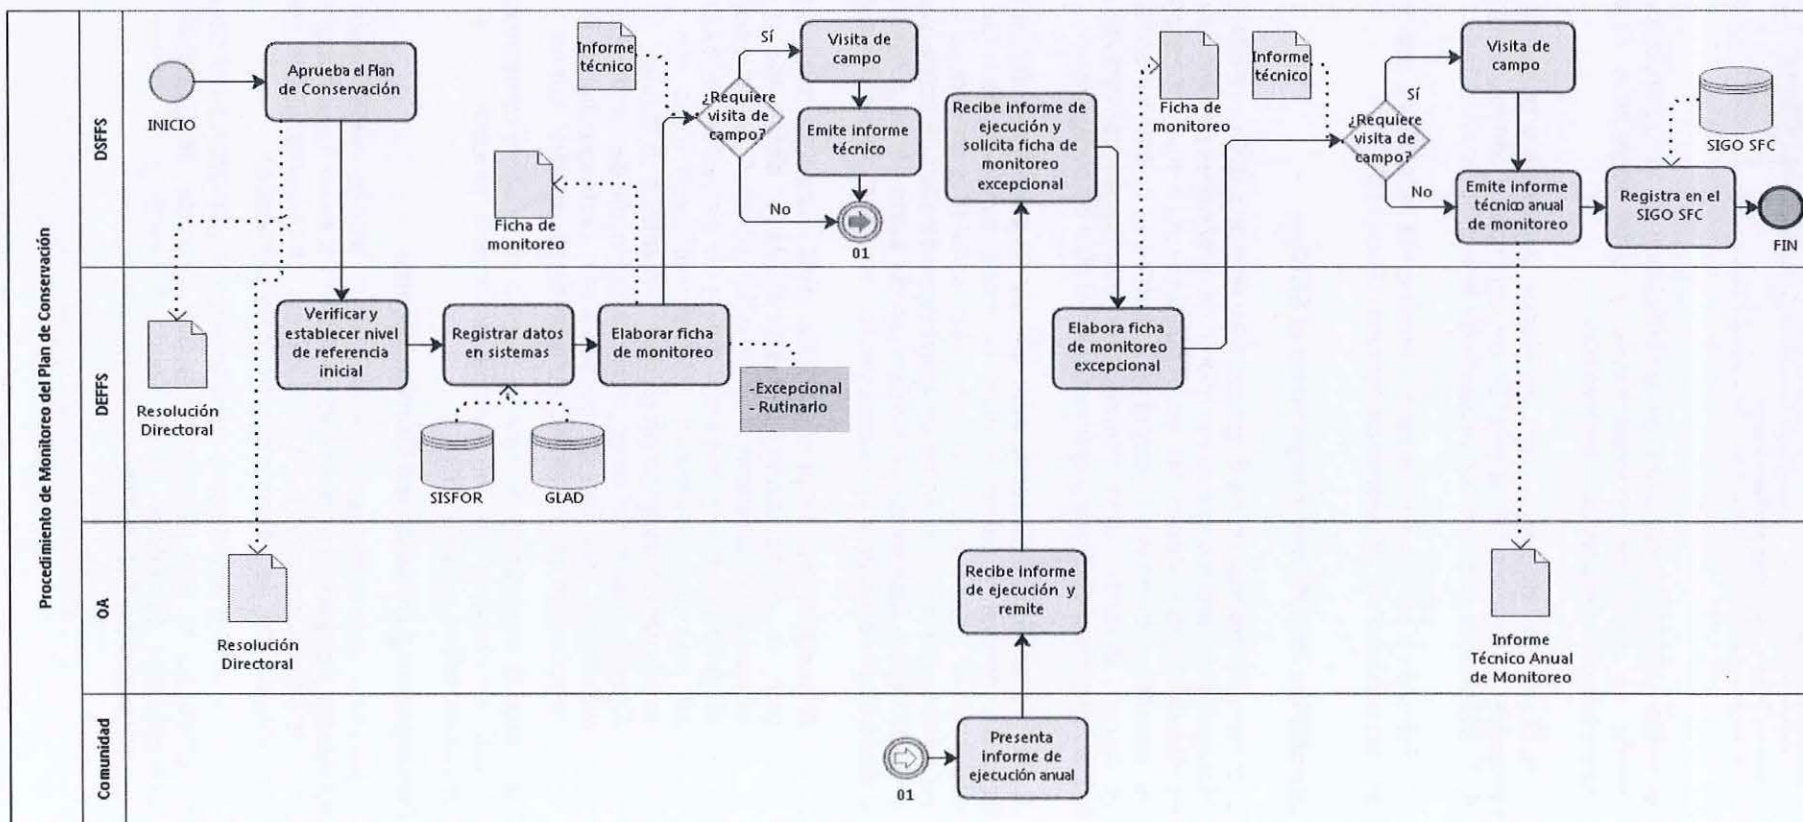 Procedimiento de Monitoreo del Plan de Conservación
DSFFS
INICIO
Aprueba el Plan
de Conservación
Informe
técnico
¿Requiere
visita de
campo?
Sí
No
Visita de
campo
Emite informe
técnico
01
Ficha de
monitoreo
Recibe informe de
ejecución y
solicita ficha de
monitoreo
excepcional
Ficha de
monitoreo
Informe
técnico
¿Requiere
visita de
campo?
Sí
No
Visita de
campo
Emite informe
técnico anual
de monitoreo
Registra en el
SIGO SFC
SIGO SFC
FIN
DEFFS
Resolución
Directoral
Verificar y
establecer nivel
de referencia
inicial
Registrar datos
en sistemas
Elaborar ficha
de monitoreo
-Excepcional
- Rutinario
SISFOR
GLAD
Elabora ficha
de monitoreo
excepcional
OA
Resolución
Directoral
Recibe informe
de ejecución y
remite
Informe
Técnico Anual
de Monitoreo
Comunidad
01
Presenta
informe de
ejecución anual